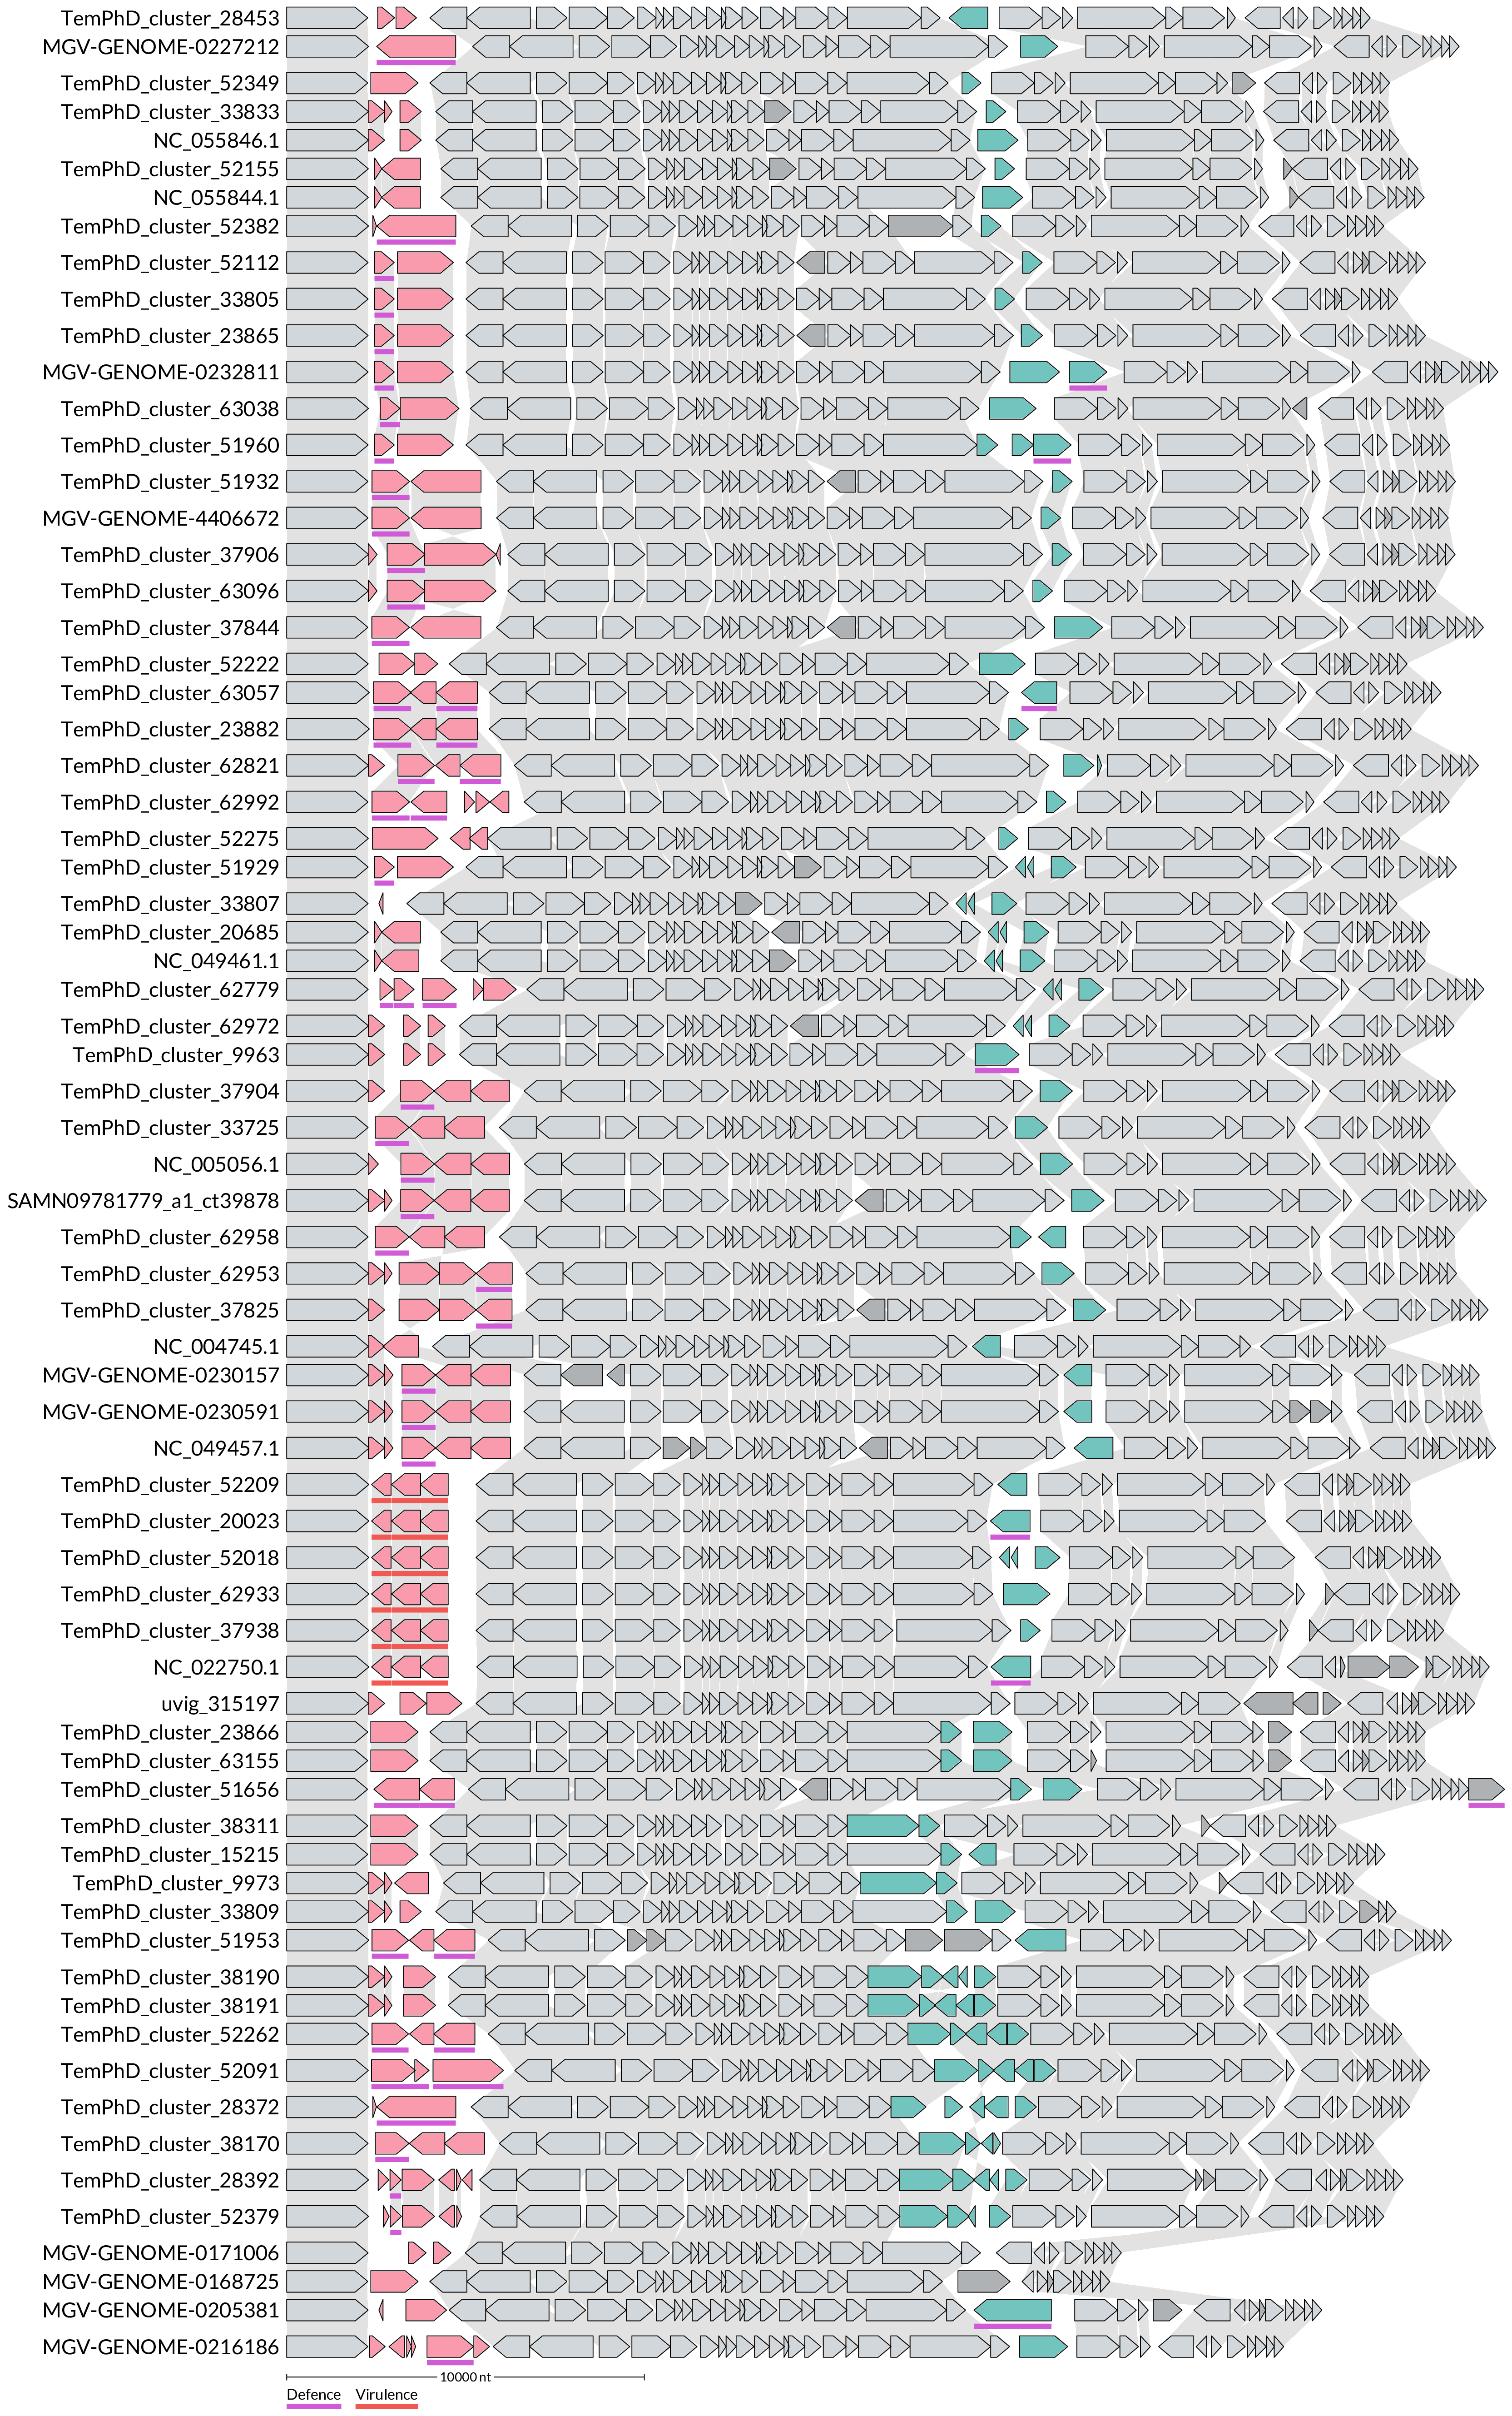 TemPhD_cluster_28453
MGV-GENOME-0227212
TemPhD_cluster_52349
TemPhD_cluster_33833
NC_055846.1
TemPhD_cluster_52155
NC_055844.1
TemPhD_cluster_52382
TemPhD_cluster_52112
TemPhD_cluster_33805
TemPhD_cluster_23865
MGV-GENOME-0232811
TemPhD_cluster_63038
TemPhD_cluster_51960
TemPhD_cluster_51932
MGV-GENOME-4406672
TemPhD_cluster_37906
TemPhD_cluster_63096
TemPhD_cluster_37844
TemPhD_cluster_52222
TemPhD_cluster_63057
TemPhD_cluster_23882
TemPhD_cluster_62821
TemPhD_cluster_62992
TemPhD_cluster_52275
TemPhD_cluster_51929
TemPhD_cluster_33807
TemPhD_cluster_20685
NC_049461.1
TemPhD_cluster_62779
TemPhD_cluster_62972
TemPhD_cluster_9963
TemPhD_cluster_37904
TemPhD_cluster_33725
NC_005056.1
SAMN09781779_a1_ct39878
TemPhD_cluster_62958
TemPhD_cluster_62953
TemPhD_cluster_37825
NC_004745.1
MGV-GENOME-0230157
MGV-GENOME-0230591
NC_049457.1
TemPhD_cluster_52209
TemPhD_cluster_20023
TemPhD_cluster_52018
TemPhD_cluster_62933
TemPhD_cluster_37938
NC_022750.1
uvig_315197
TemPhD_cluster_23866
TemPhD_cluster_63155
TemPhD_cluster_51656
TemPhD_cluster_38311
TemPhD_cluster_15215
TemPhD_cluster_9973
TemPhD_cluster_33809
TemPhD_cluster_51953
TemPhD_cluster_38190
TemPhD_cluster_38191
TemPhD_cluster_52262
TemPhD_cluster_52091
TemPhD_cluster_28372
TemPhD_cluster_38170
TemPhD_cluster_28392
TemPhD_cluster_52379
MGV-GENOME-0171006
MGV-GENOME-0168725
MGV-GENOME-0205381
MGV-GENOME-0216186
10000 nt
Defence Virulence